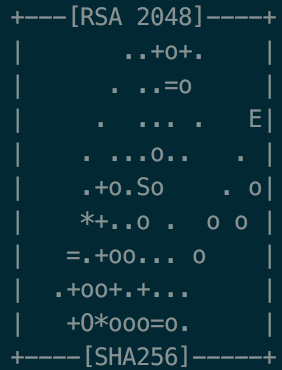 +---[RSA 2048]----+
|       ..+o+.    |
|      . ..=o     |
|     .  ... .   E|
|    . ...o..   . |
|    .+o.So    . o|
|    *+..o .  o o |
|   =.+oo... o    |
|  .+oo+.+...     |
|   +O*ooo=o.     |
+----[SHA256]-----+